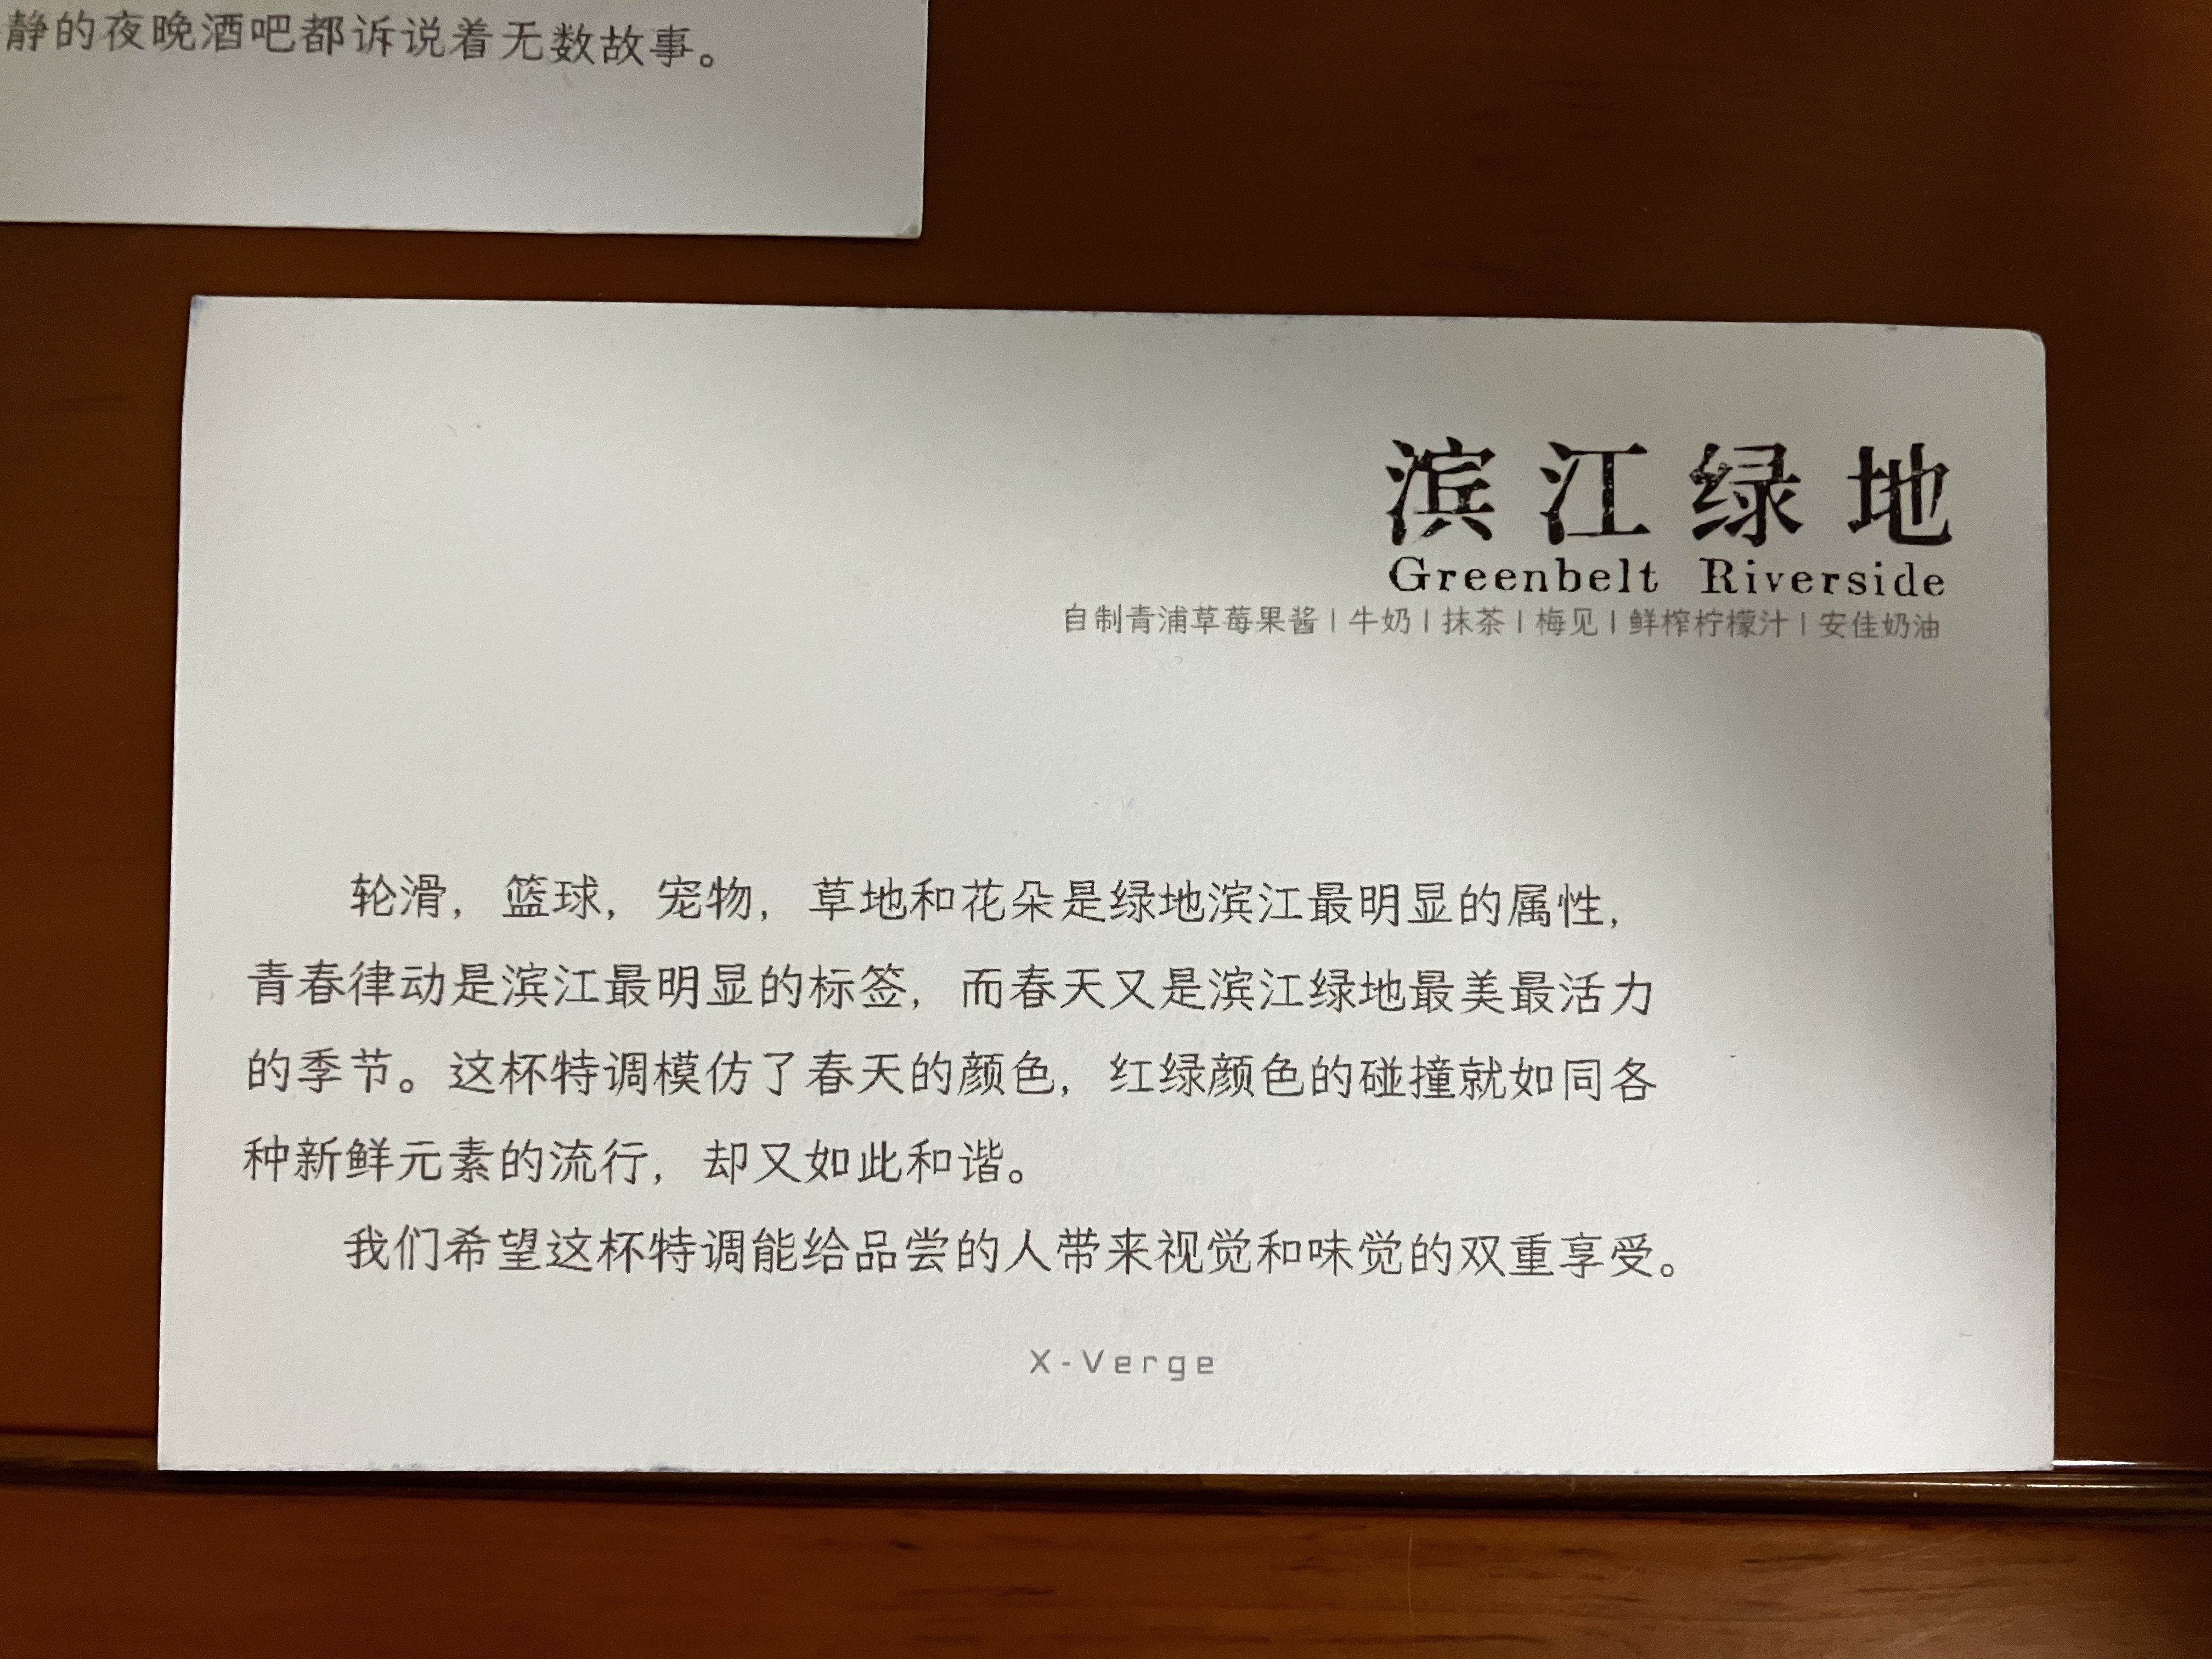 静的夜晚酒吧都诉说着无数故事。
滨江绿地
Greenbelt Riverside
自制青浦草莓果酱 | 牛奶 | 抹茶 | 梅见 | 鲜榨柠檬汁 | 安佳奶油
轮滑，篮球，宠物，草地和花朵是绿地滨江最明显的属性，
青春律动是滨江最明显的标签，而春天又是滨江绿地最美最活力
的季节。这杯特调模仿了春天的颜色，红绿颜色的碰撞就如同各
种新鲜元素的流行，却又如此和谐。
我们希望这杯特调能给品尝的人带来视觉和味觉的双重享受。
X-Verge